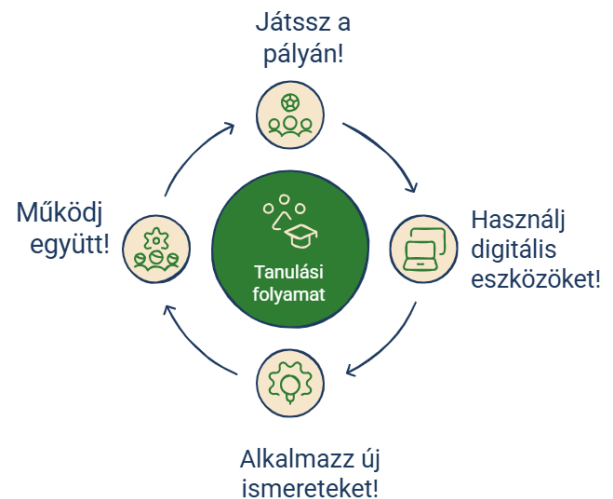 Játssz a
pályán!
Használj
digitális
eszközöket!
Alkalmazz új
ismereteket!
Működj
együtt!
Tanulási
folyamat